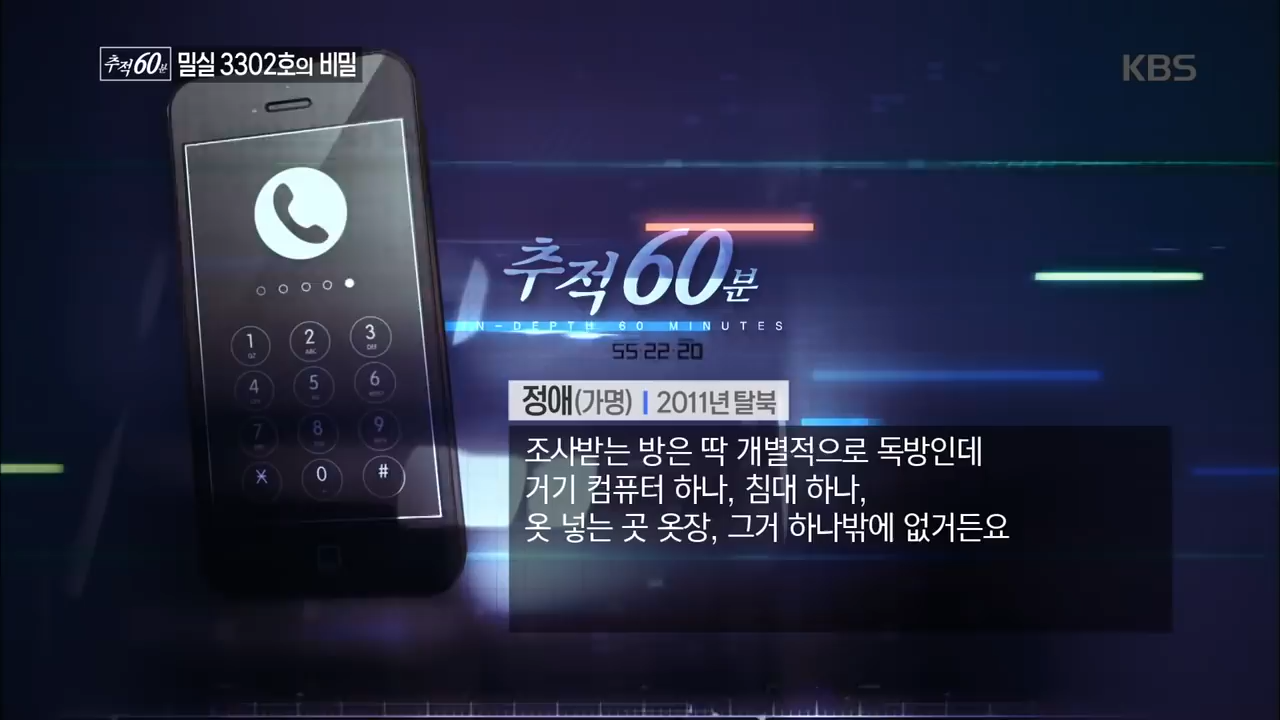 추적60분 밀실 3302호의 비밀
KBS
추적60분
IN-DEPTH 60 MINUTES
55:22:20
정애(가명) | 2011년 탈북
조사받는 방은 딱 개별적으로 독방인데
거기 컴퓨터 하나, 침대 하나,
옷 넣는 곳 옷장, 그거 하나밖에 없거든요
1 2 3
4 5 6
7 8 9
* 0 #